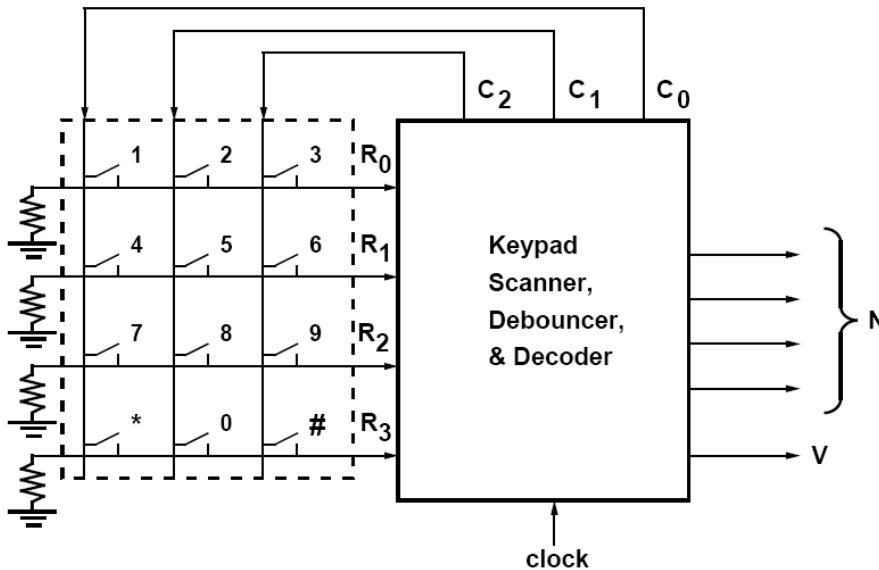 C2 C1 C0
1 2 3 R0
4 5 6 R1
7 8 9 R2
* 0 # R3
Keypad
Scanner,
Debouncer,
& Decoder
N
V
clock